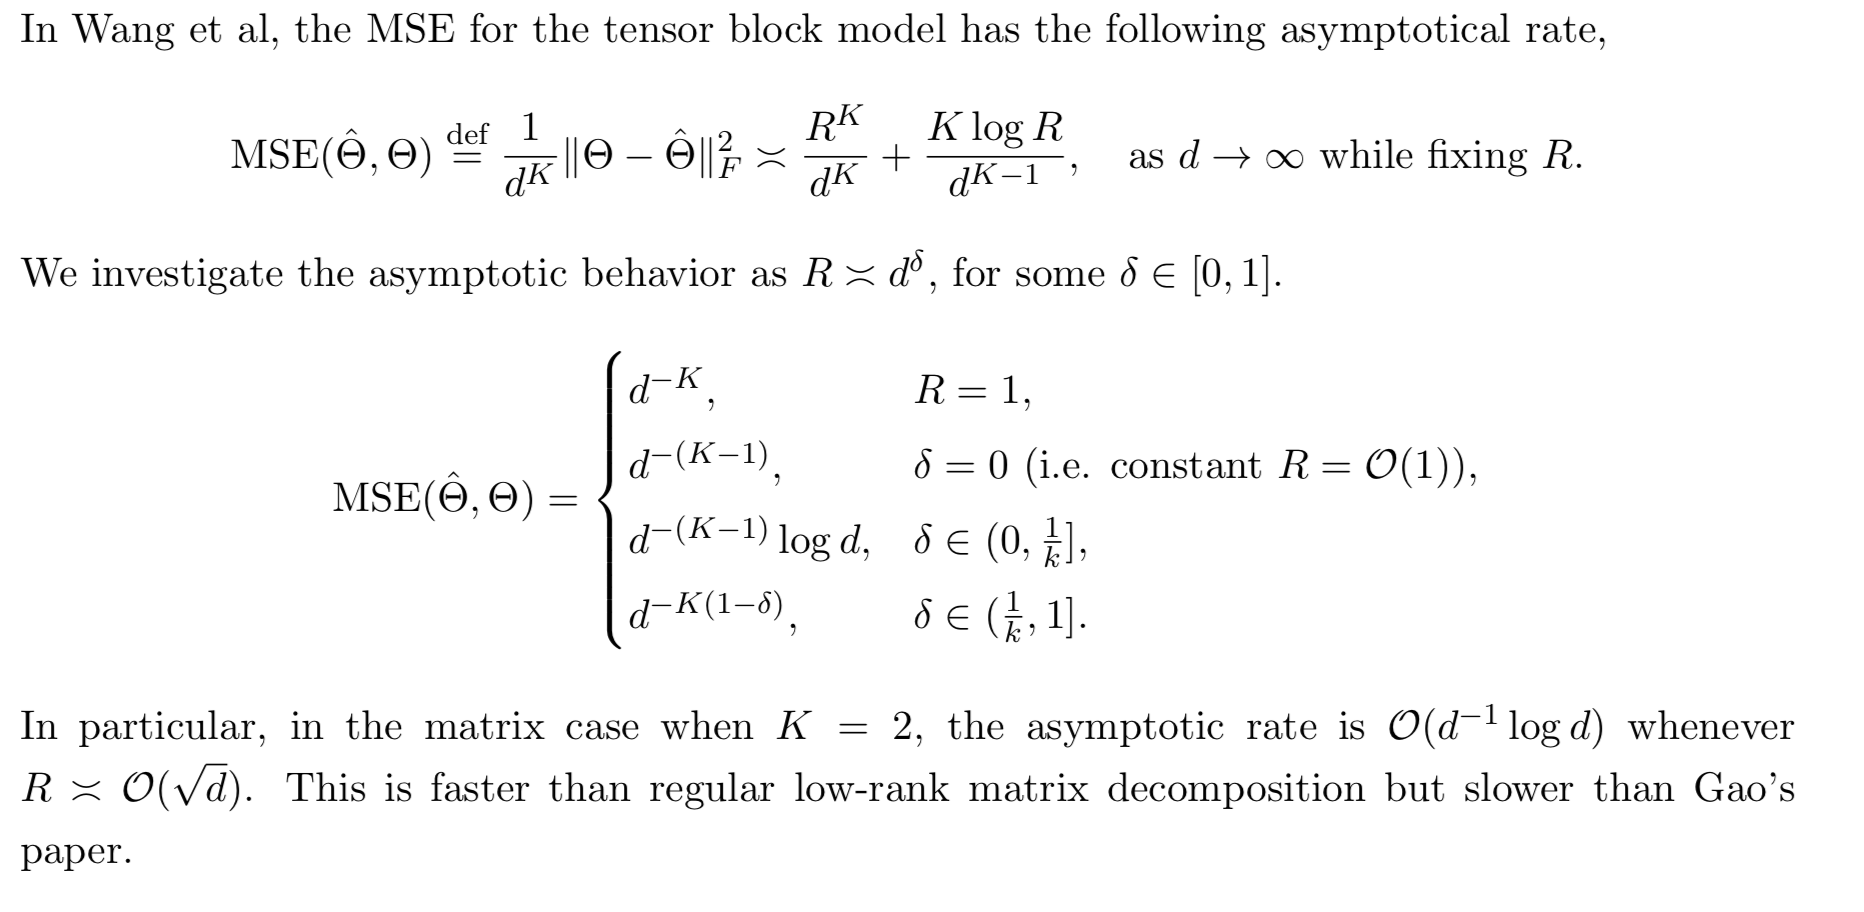 In Wang et al, the MSE for the tensor block model has the following asymptotical rate,
$$\text{MSE}(\hat{\Theta}, \Theta) \stackrel{\text{def}}{=} \frac{1}{d^K} \|\Theta - \hat{\Theta}\|_F^2 \asymp \frac{R^K}{d^K} + \frac{K \log R}{d^{K-1}}, \quad \text{as } d \to \infty \text{ while fixing } R.$$
We investigate the asymptotic behavior as $R \asymp d^\delta$, for some $\delta \in [0, 1]$.
$$\text{MSE}(\hat{\Theta}, \Theta) = \begin{cases} d^{-K}, & R = 1, \\ d^{-(K-1)}, & \delta = 0 \text{ (i.e. constant } R = \mathcal{O}(1)), \\ d^{-(K-1)} \log d, & \delta \in (0, \frac{1}{k}], \\ d^{-K(1-\delta)}, & \delta \in (\frac{1}{k}, 1]. \end{cases}$$
In particular, in the matrix case when $K = 2$, the asymptotic rate is $\mathcal{O}(d^{-1} \log d)$ whenever
$R \asymp \mathcal{O}(\sqrt{d})$. This is faster than regular low-rank matrix decomposition but slower than Gao's
paper.